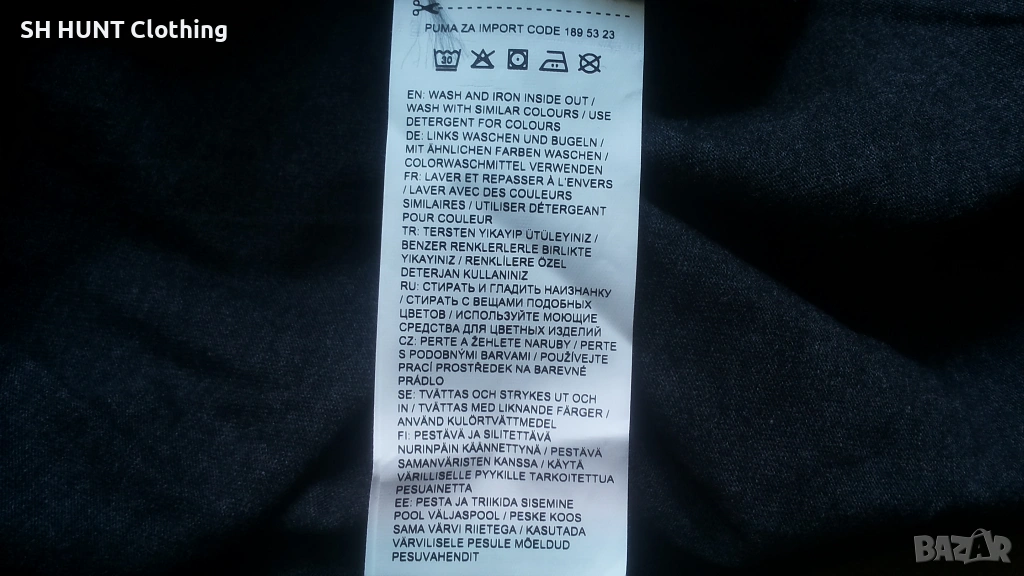 SH HUNT Clothing
PUMA ZA IMPORT CODE 189 53 23
30
EN: WASH AND IRON INSIDE OUT /
WASH WITH SIMILAR COLOURS / USE
DETERGENT FOR COLOURS
DE: LINKS WASCHEN UND BUGELN /
MIT ÄHNLICHEN FARBEN WASCHEN /
COLORWASCHMITTEL VERWENDEN
FR: LAVER ET REPASSER À L'ENVERS
/ LAVER AVEC DES COULEURS
SIMILAIRES / UTILISER DÉTERGEANT
POUR COULEUR
TR: TERSTEN YIKAYIP ÜTÜLEYINIZ /
BENZER RENKLERLERLE BIRLIKTE
YIKAYINIZ / RENKLİLERE ÖZEL
DETERJAN KULLANINIZ
RU: СТИРАТЬ И ГЛАДИТЬ НАИЗНАНКУ
/ СТИРАТЬ С ВЕЩАМИ ПОДОБНЫХ
ЦВЕТОВ / ИСПОЛЬЗУЙТЕ МОЮЩИЕ
СРЕДСТВА ДЛЯ ЦВЕТНЫХ ИЗДЕЛИЙ
CZ: PERTE A ŽEHLETE NARUBY / PERTE
S PODOBNÝMI BARVAMI / POUŽÍVEJTE
PRACÍ PROSTŘEDEK NA BAREVNÉ
PRÁDLO
SE: TVÄTTAS OCH STRYKES UT OCH
IN / TVÄTTAS MED LIKNANDE FÄRGER /
ANVÄND KULÖRTVÄTTMEDEL
FI: PESTÄVÄ JA SILITETTÄVÄ
NURINPÄIN KÄÄNNETTYNÄ / PESTÄVÄ
SAMANVÄRISTEN KANSSA / KÄYTÄ
VÄRILLISELLE PYYKILLE TARKOITETTUA
PESUAINETTA
EE: PESTA JA TRIIKIDA SISEMINE
POOL VÄLJASPOOL / PESKE KOOS
SAMA VÄRVI RIIETEGA / KASUTADA
VÄRVILISELE PESULE MÕELDUD
PESUVAHENDIT
BAZAR